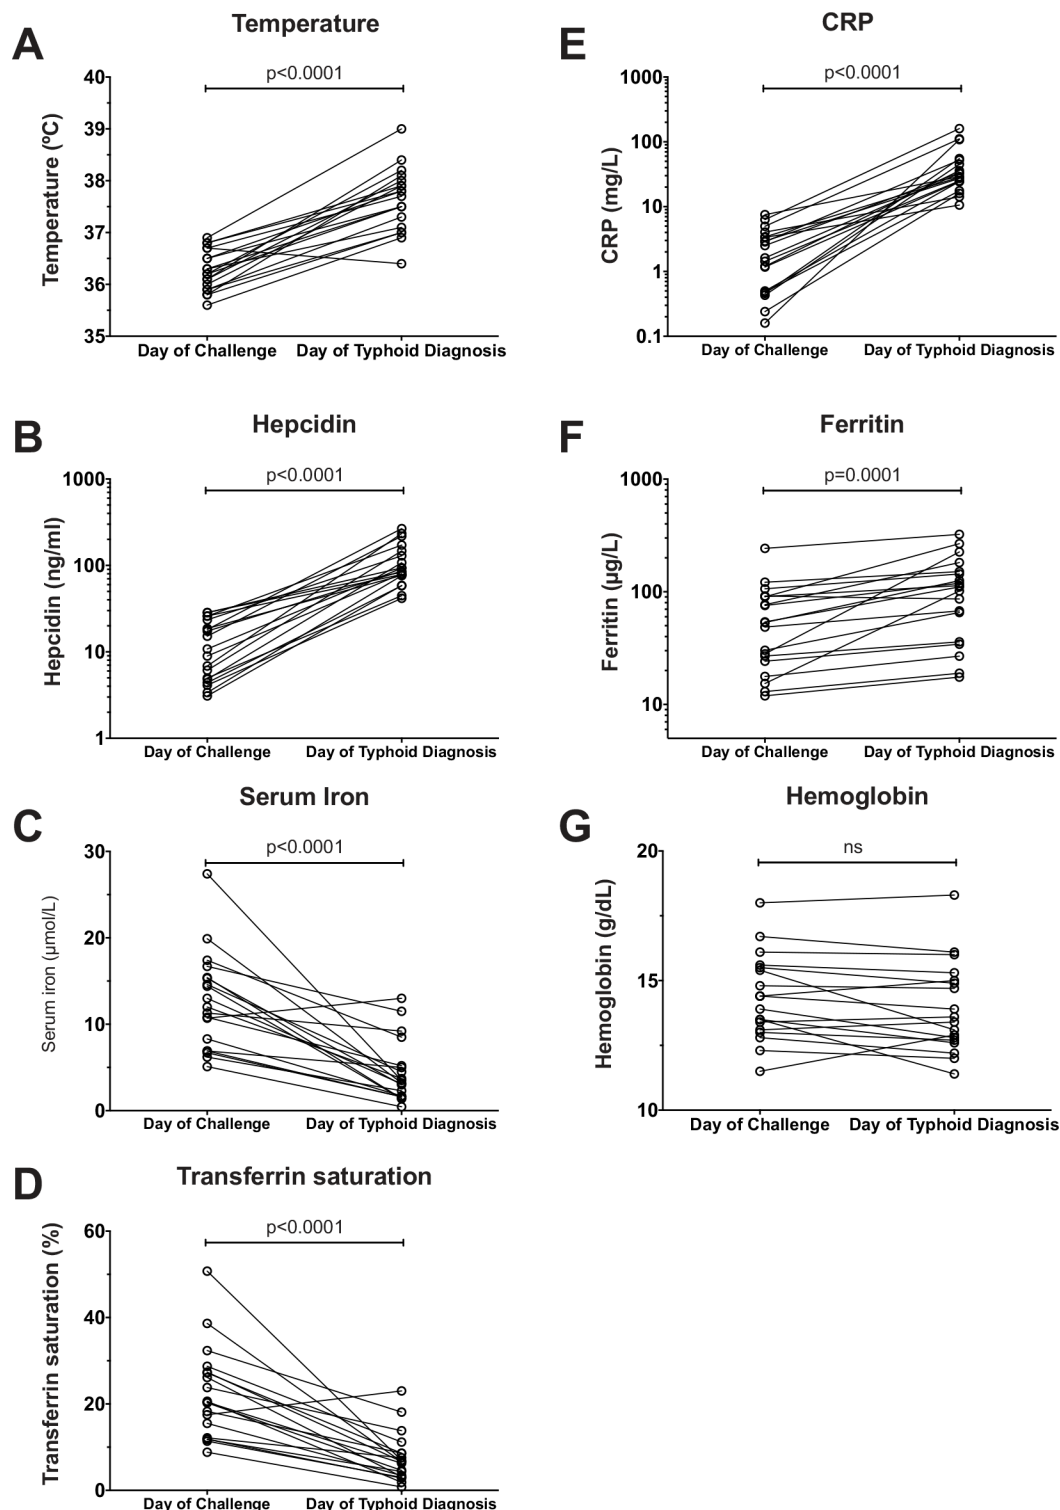 A
Temperature
p<0.0001
Temperature (ºC)
40
39
38
37
36
35
Day of Challenge
Day of Typhoid Diagnosis
E
CRP
p<0.0001
CRP (mg/L)
1000
100
10
1
0.1
Day of Challenge
Day of Typhoid Diagnosis
B
Hepcidin
p<0.0001
Hepcidin (ng/ml)
1000
100
10
1
Day of Challenge
Day of Typhoid Diagnosis
F
Ferritin
p=0.0001
Ferritin (µg/L)
1000
100
10
Day of Challenge
Day of Typhoid Diagnosis
C
Serum Iron
p<0.0001
Serum iron (µmol/L)
30
20
10
0
Day of Challenge
Day of Typhoid Diagnosis
G
Hemoglobin
ns
Hemoglobin (g/dL)
20
15
10
Day of Challenge
Day of Typhoid Diagnosis
D
Transferrin saturation
p<0.0001
Transferrin saturation (%)
60
40
20
0
Day of Challenge
Day of Typhoid Diagnosis